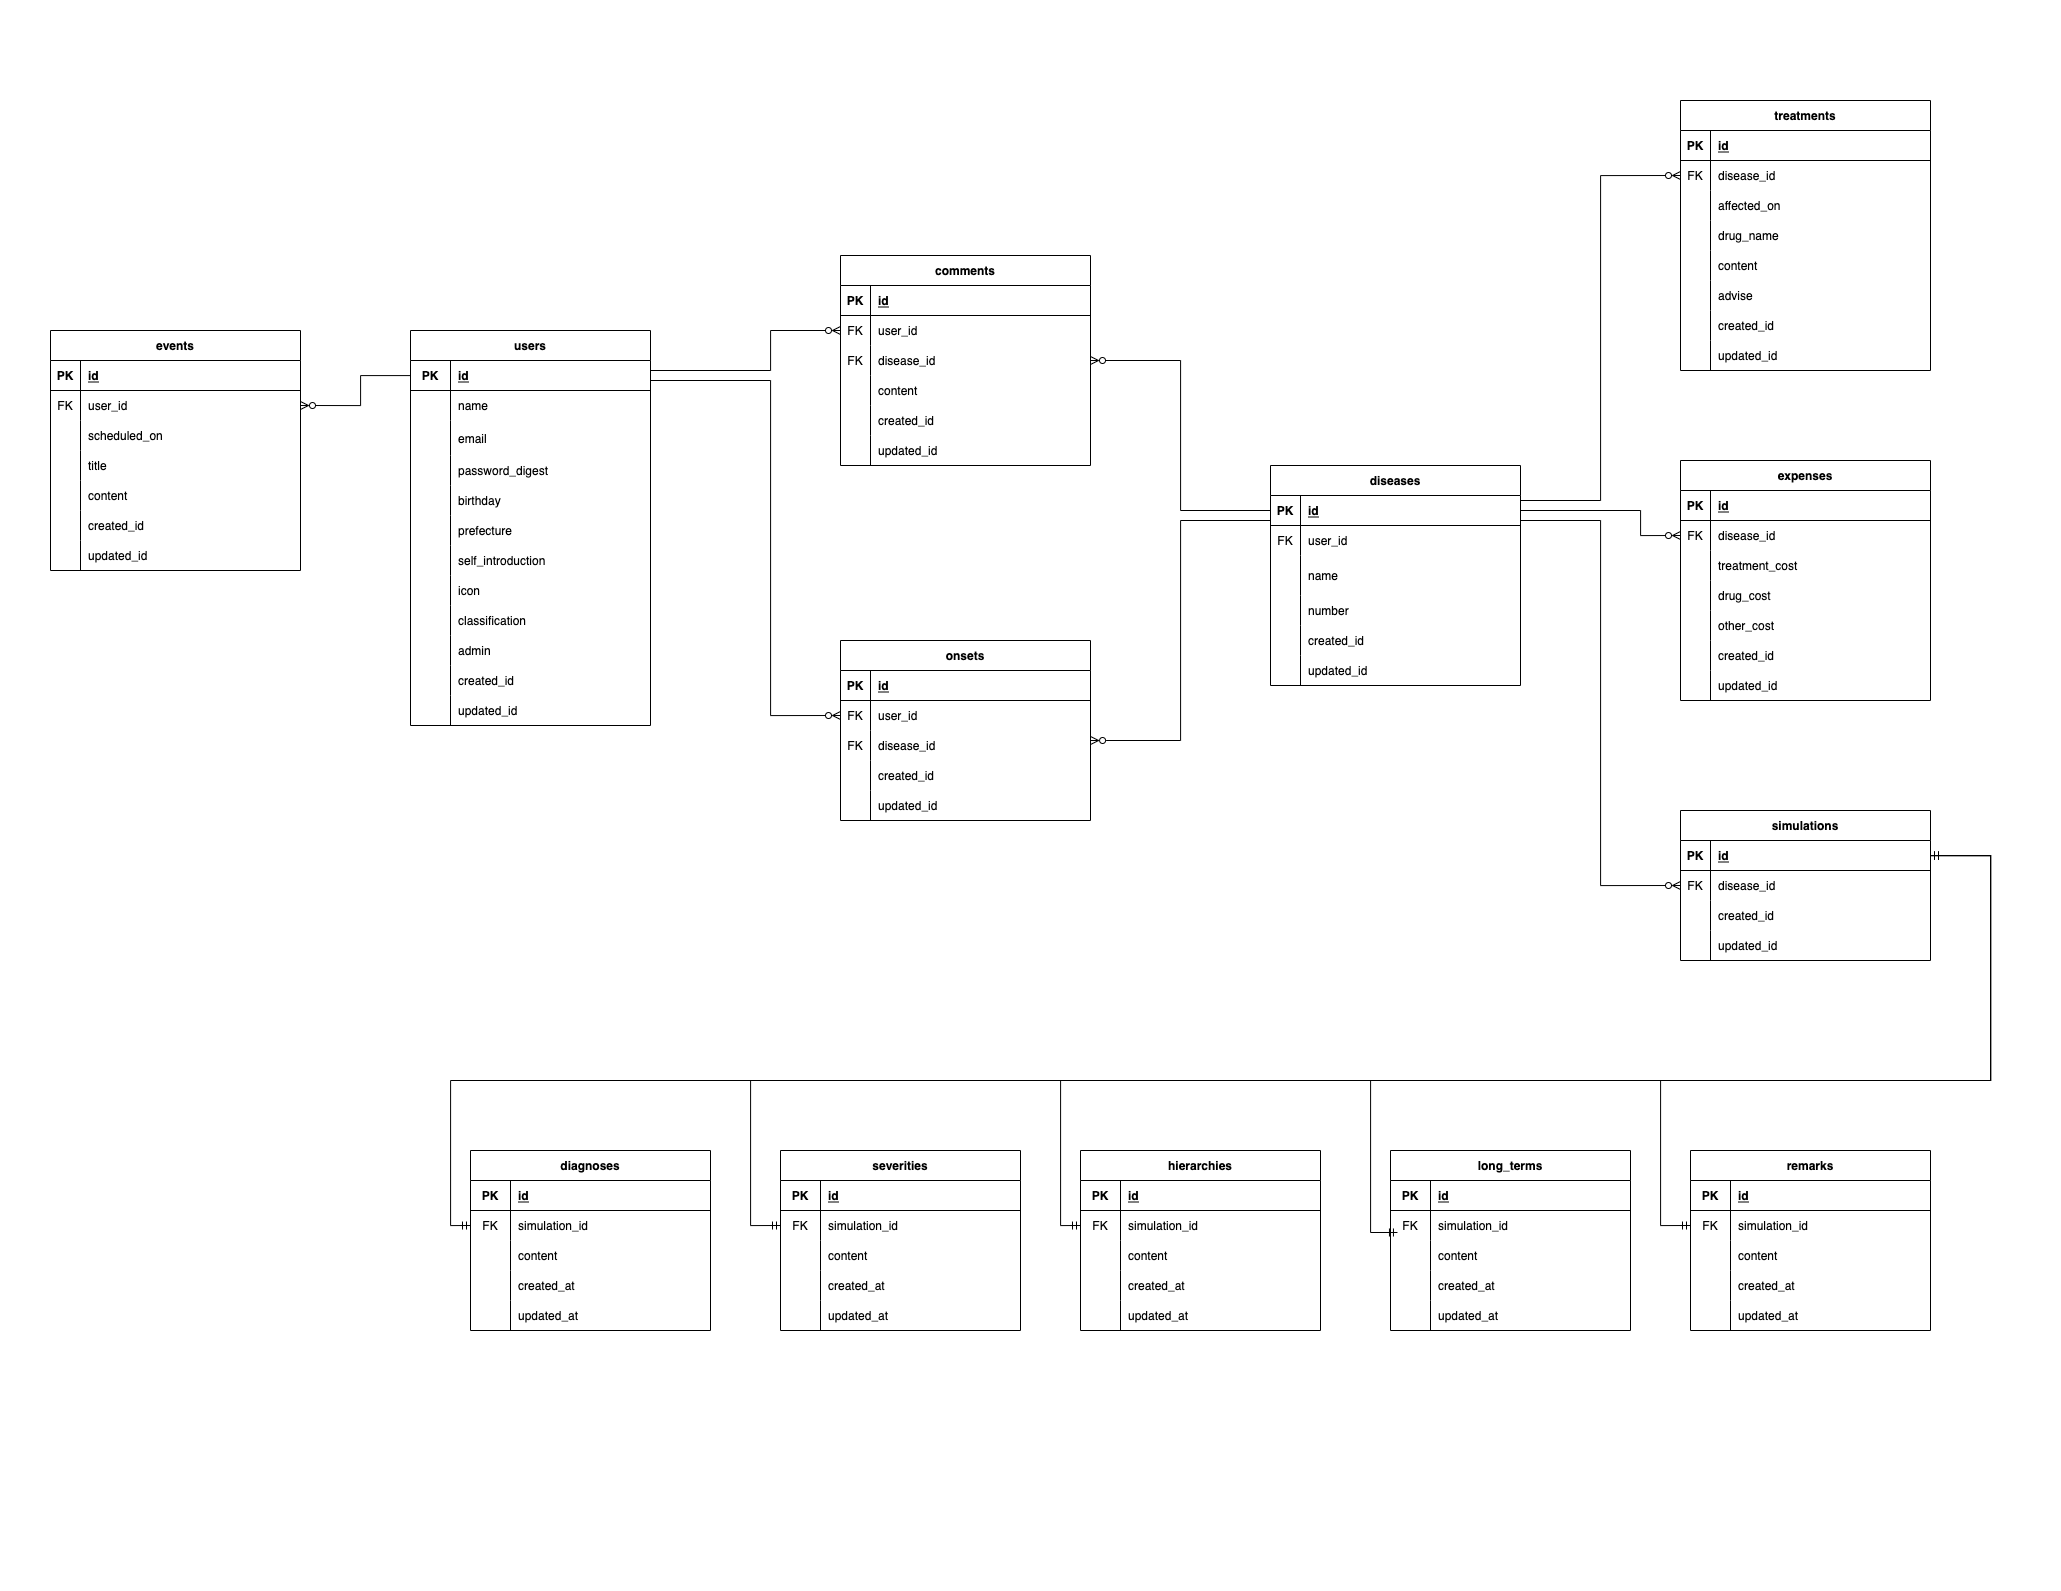 events
PK id
FK user_id
scheduled_on
title
content
created_id
updated_id
users
PK id
name
email
password_digest
birthday
prefecture
self_introduction
icon
classification
admin
created_id
updated_id
comments
PK id
FK user_id
FK disease_id
content
created_id
updated_id
onsets
PK id
FK user_id
FK disease_id
created_id
updated_id
diseases
PK id
FK user_id
name
number
created_id
updated_id
treatments
PK id
FK disease_id
affected_on
drug_name
content
advise
created_id
updated_id
expenses
PK id
FK disease_id
treatment_cost
drug_cost
other_cost
created_id
updated_id
simulations
PK id
FK disease_id
created_id
updated_id
diagnoses
PK id
FK simulation_id
content
created_at
updated_at
severities
PK id
FK simulation_id
content
created_at
updated_at
hierarchies
PK id
FK simulation_id
content
created_at
updated_at
long_terms
PK id
FK simulation_id
content
created_at
updated_at
remarks
PK id
FK simulation_id
content
created_at
updated_at